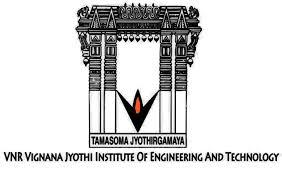 TAMASOMA JYOTHIRGAMAYA
VNR VIGNANA JYOTHI INSTITUTE OF ENGINEERING AND TECHNOLOGY